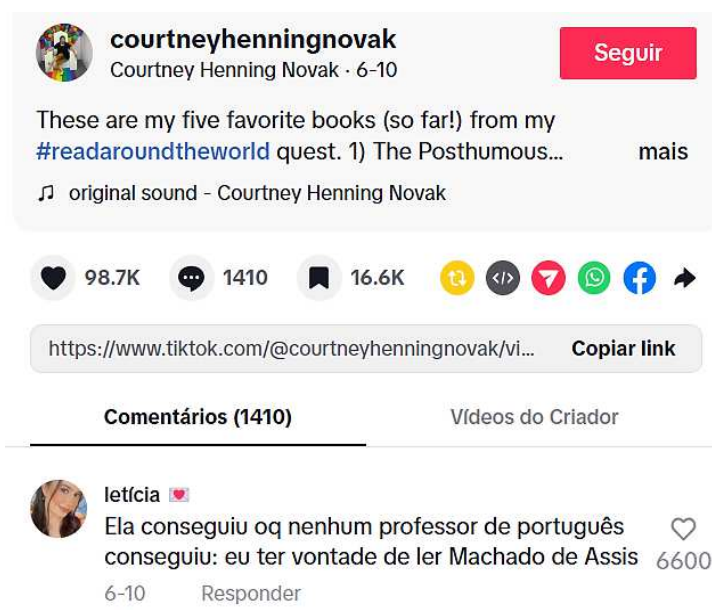 courtneyhenningnovak
Courtney Henning Novak · 6-10
Seguir
These are my five favorite books (so far!) from my
#readaroundtheworld quest. 1) The Posthumous... mais
♫ original sound - Courtney Henning Novak
98.7K 1410 16.6K
https://www.tiktok.com/@courtneyhenningnovak/vi... Copiar link
Comentários (1410) Vídeos do Criador
letícia 💌
Ela conseguiu oq nenhum professor de português
conseguiu: eu ter vontade de ler Machado de Assis
6600
6-10 Responder